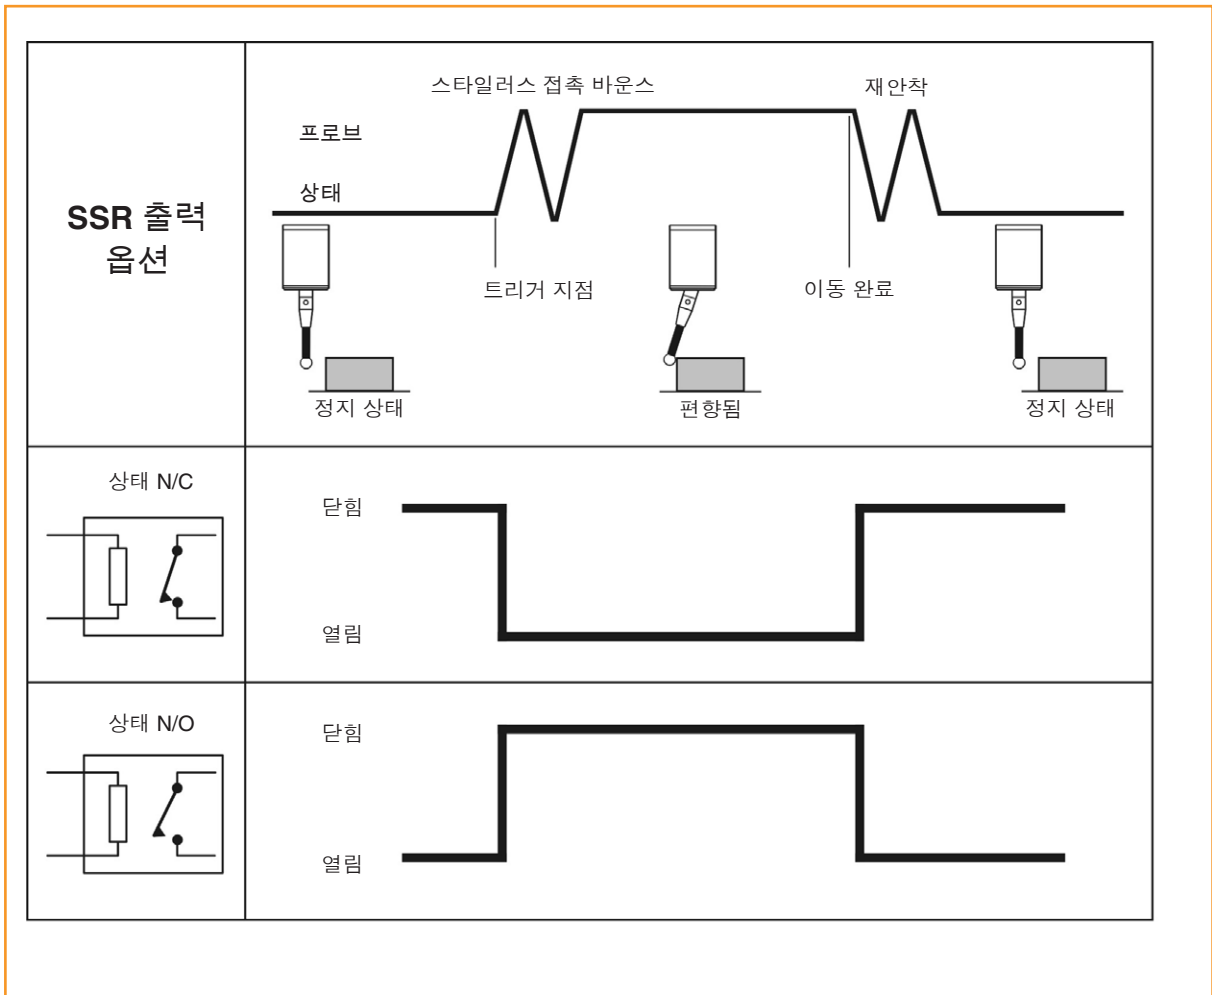 SSR 출력
옵션
스타일러스 접촉 바운스
재안착
프로브
상태
트리거 지점
이동 완료
정지 상태
편향됨
정지 상태
상태 N/C
닫힘
열림
상태 N/O
닫힘
열림